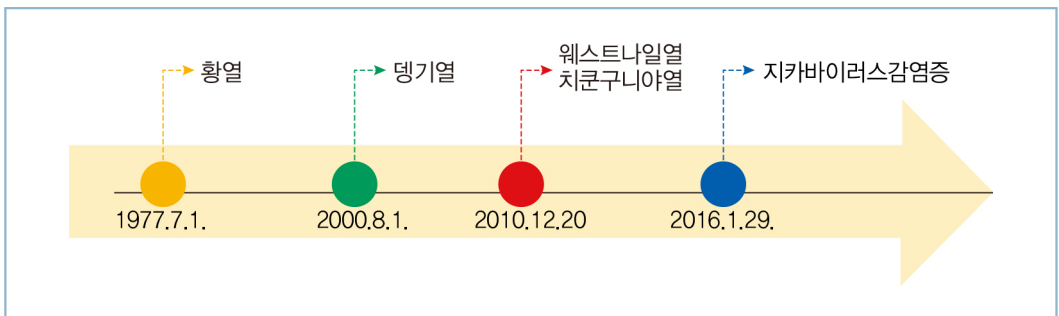 황열
뎅기열
웨스트나일열
치쿤구니야열
지카바이러스감염증
1977.7.1.
2000.8.1.
2010.12.20
2016.1.29.